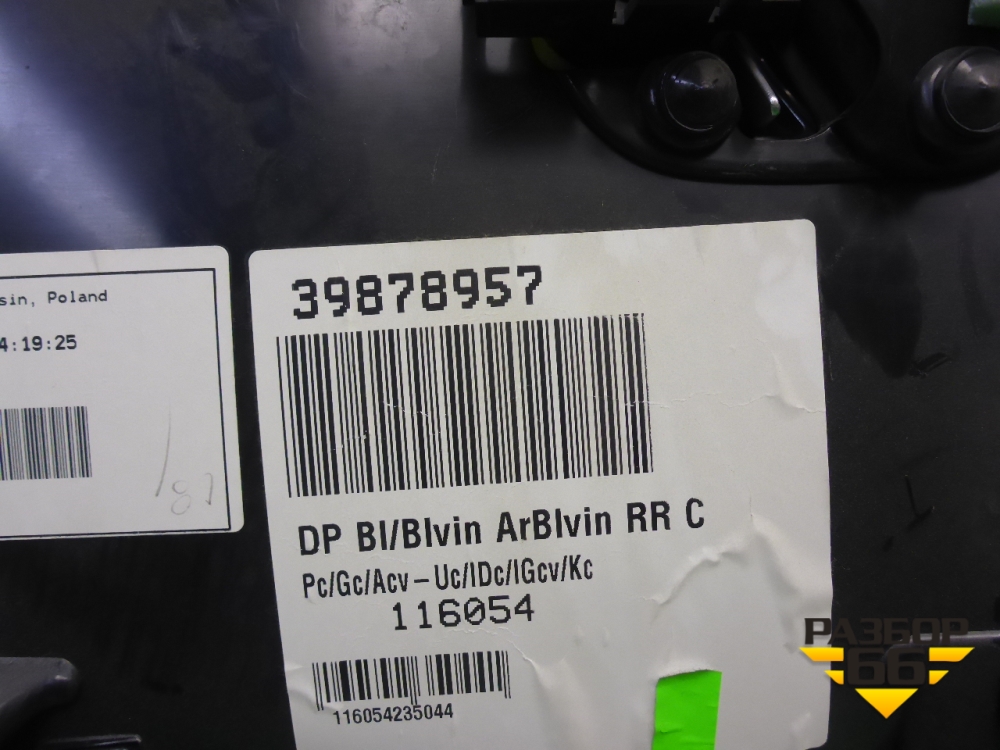 sin, Poland
4:19:25
187
39878957
DP Bl/Blvin ArBlvin RR C
Pc/Gc/Acv – Uc/IDc/IGcv/Kc
116054
116054235044
РАЗБОР
66